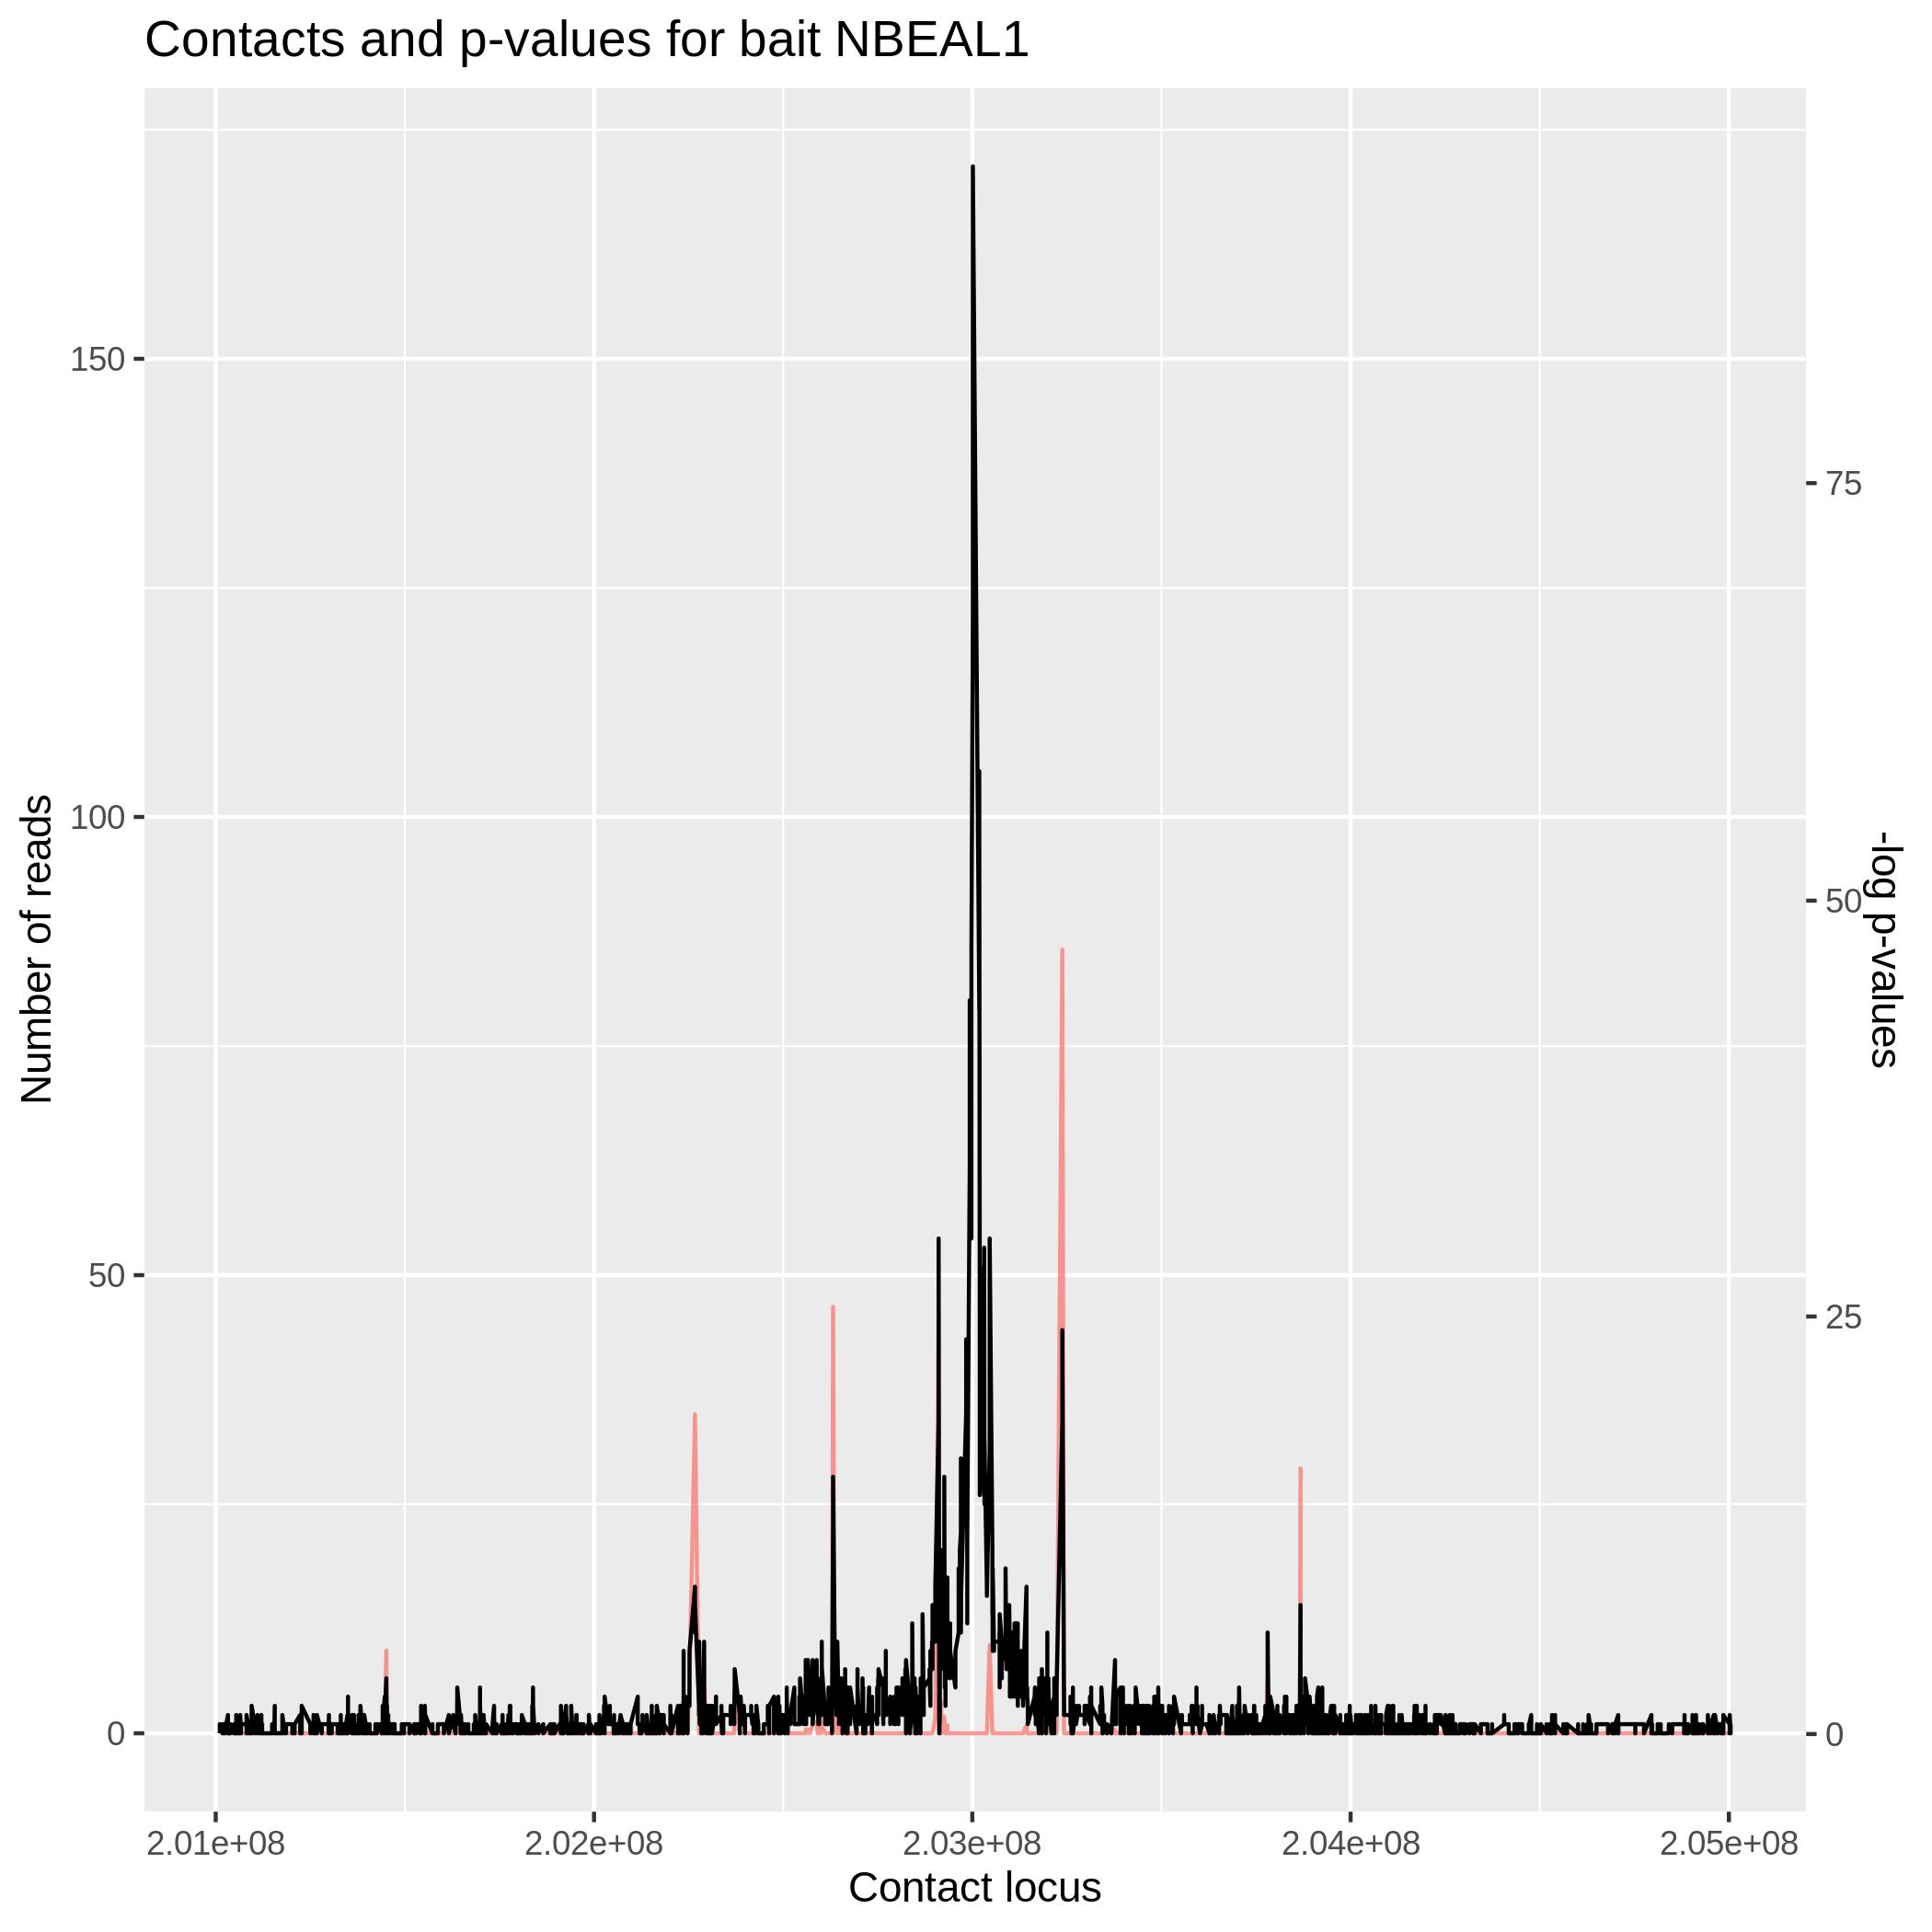 Contacts and p-values for bait NBEAL1
Number of reads
150
100
50
0
75
50
25
0
-log p-values
2.01e+08 2.02e+08 2.03e+08 2.04e+08 2.05e+08
Contact locus